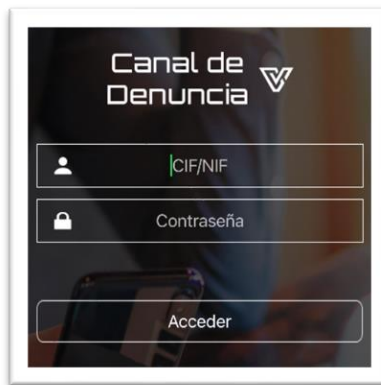 Canal de
Denuncia
CIF/NIF
Contraseña
Acceder